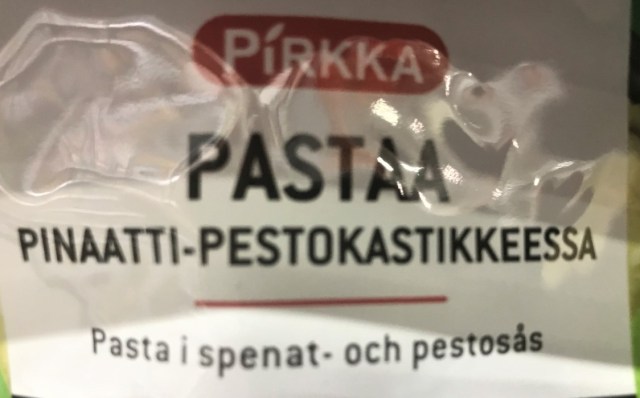 PIRKKA
PASTAA
PINAATTI-PESTOKASTIKKEESSA
Pasta i spenat- och pestosås